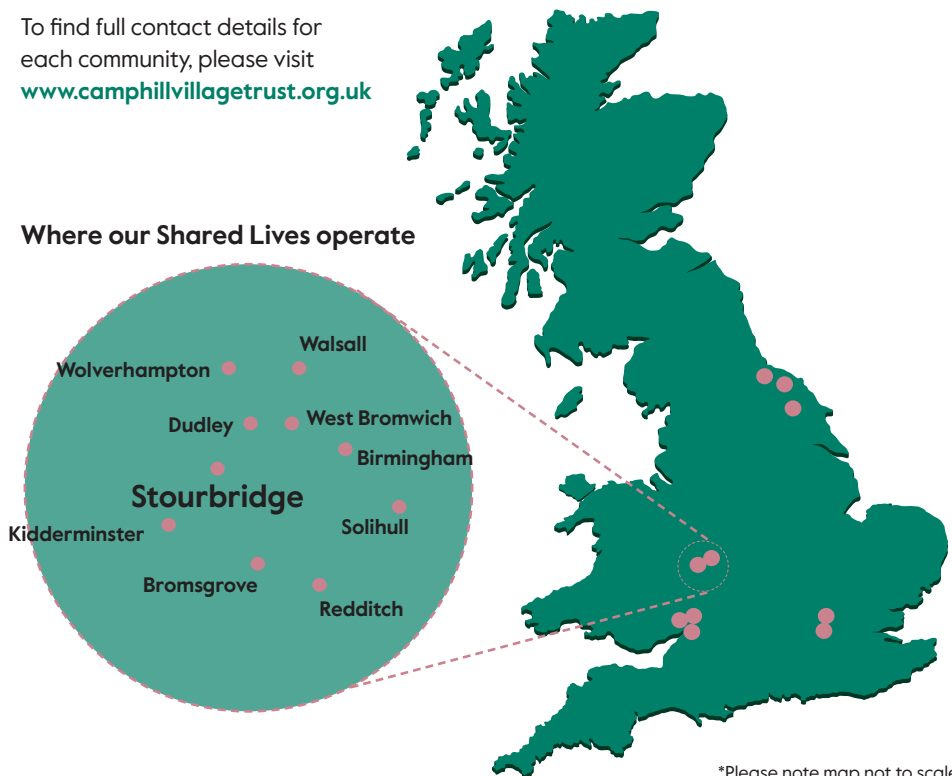 To find full contact details for
each community, please visit
www.camphillvillagetrust.org.uk
Where our Shared Lives operate
Walsall
Wolverhampton
Dudley
West Bromwich
Birmingham
Stourbridge
Solihull
Kidderminster
Bromsgrove
Redditch
*Please note map not to scale